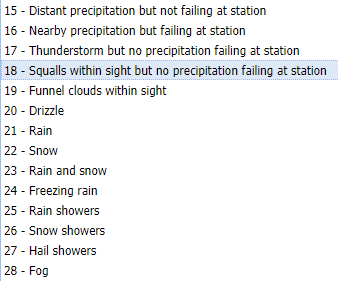 15 - Distant precipitation but not failing at station
16 - Nearby precipitation but failing at station
17 - Thunderstorm but no precipitation failing at station
18 - Squalls within sight but no precipitation failing at station
19 - Funnel clouds within sight
20 - Drizzle
21 - Rain
22 - Snow
23 - Rain and snow
24 - Freezing rain
25 - Rain showers
26 - Snow showers
27 - Hail showers
28 - Fog